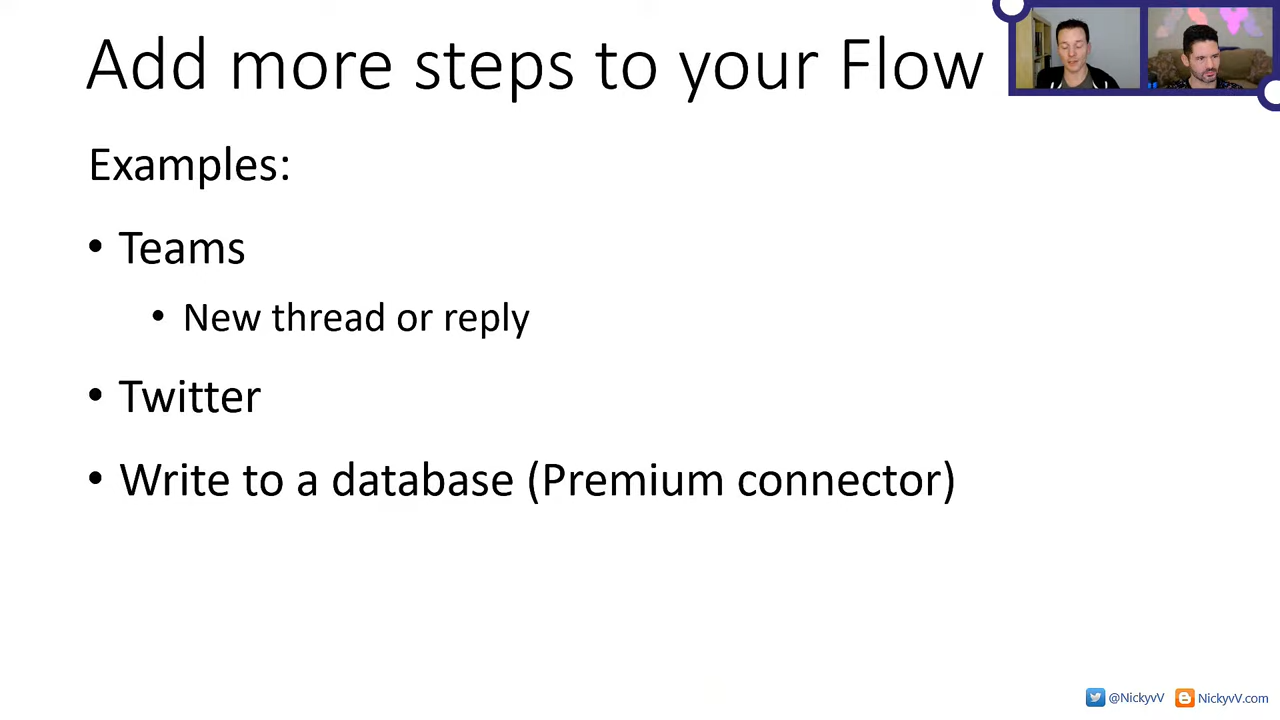 Add more steps to your Flow
Examples:
• Teams
• New thread or reply
• Twitter
• Write to a database (Premium connector)
@NickyvV NickyvV.com